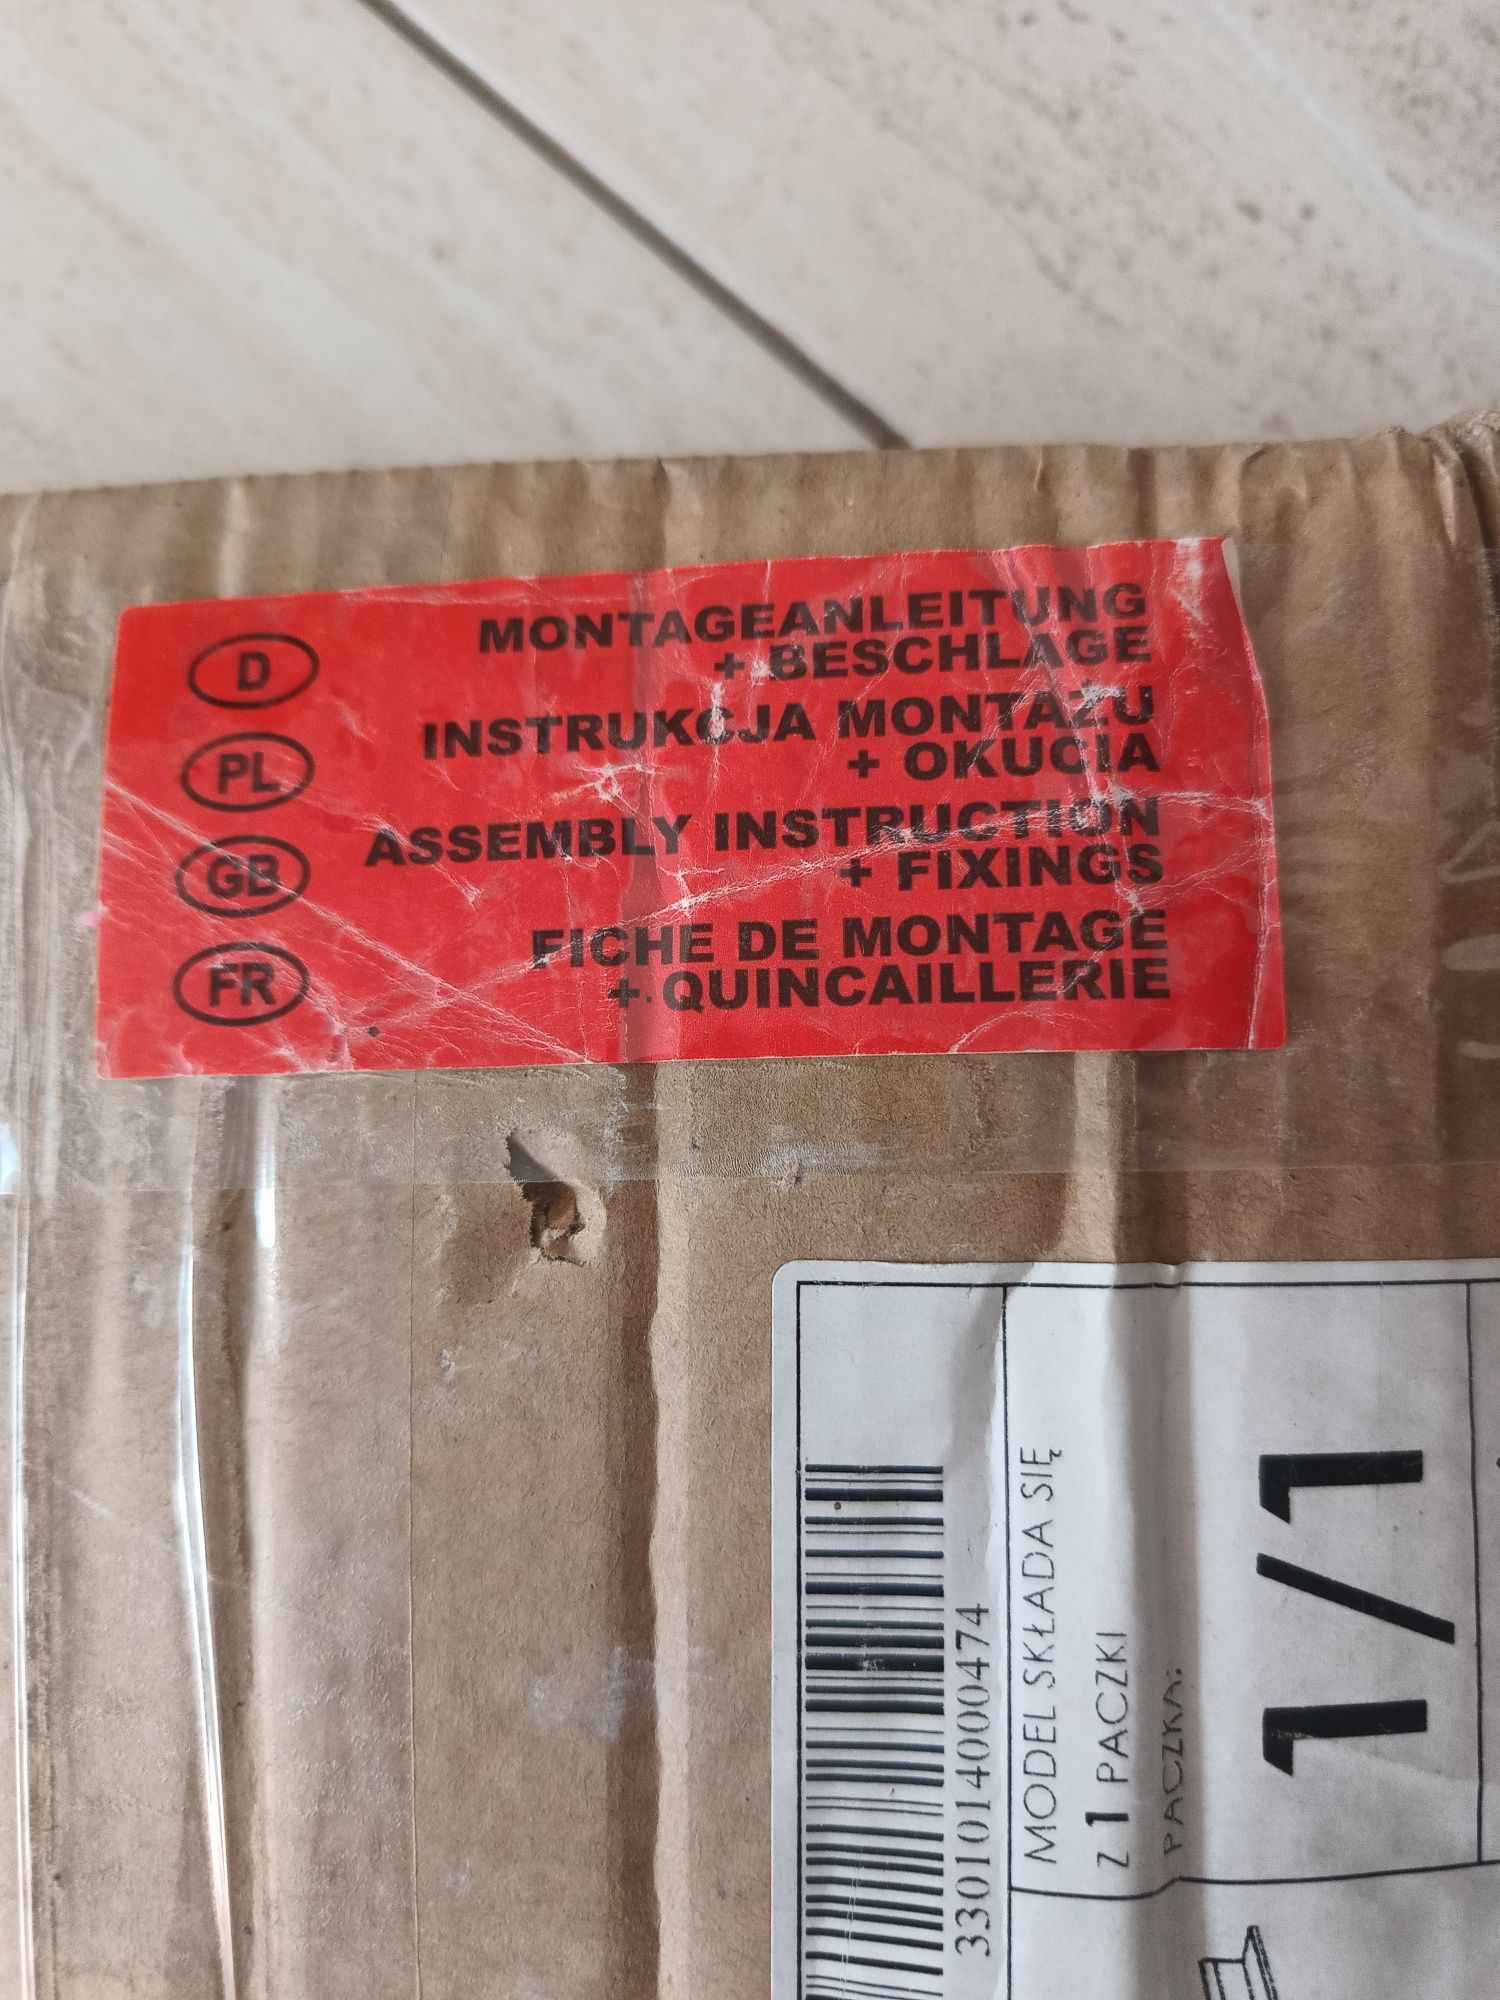 D
MONTAGEANLEITUNG
+ BESCHLAGE
PL
INSTRUKCJA MONTAŻU
+ OKUCIA
GB
ASSEMBLY INSTRUCTION
+ FIXINGS
FR
FICHE DE MONTAGE
+ QUINCAILLERIE
330101400000474
MODEL SKŁADA SIĘ
Z 1 PACZKI
PACZKA:
1/1